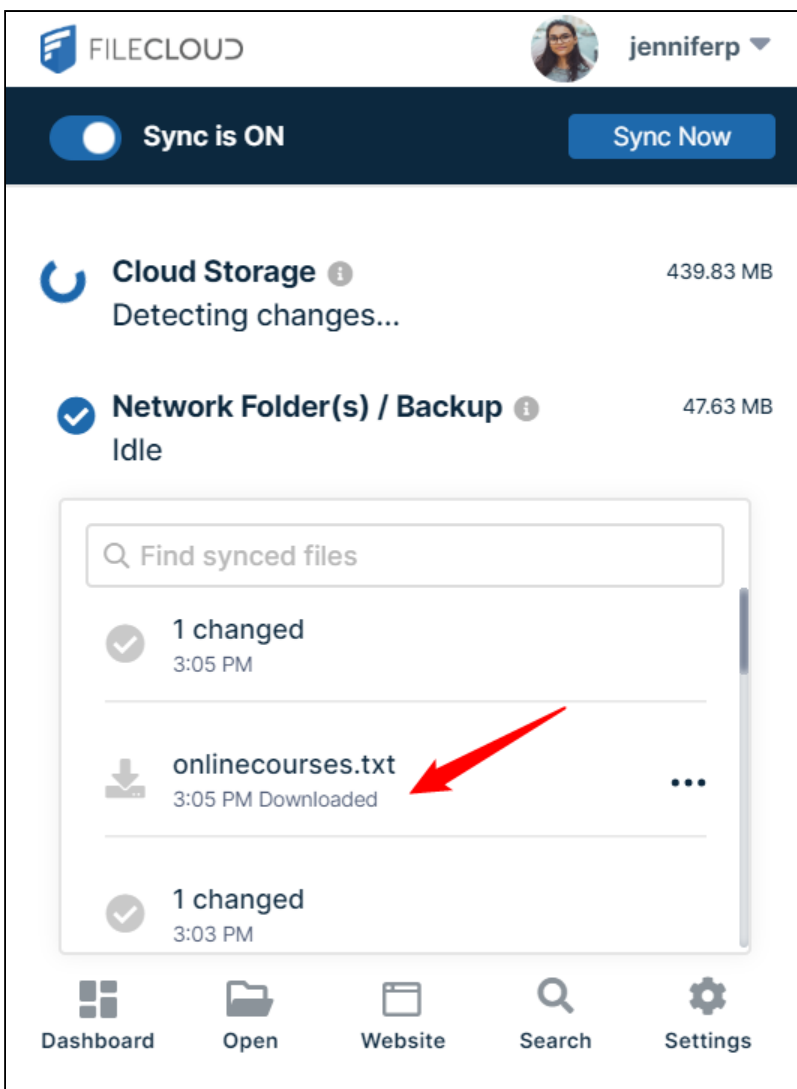 FILECLOUD
jenniferp
Sync is ON
Sync Now
Cloud Storage
439.83 MB
Detecting changes...
Network Folder(s) / Backup
47.63 MB
Idle
Find synced files
1 changed
3:05 PM
onlinecourses.txt
3:05 PM Downloaded
1 changed
3:03 PM
Dashboard
Open
Website
Search
Settings